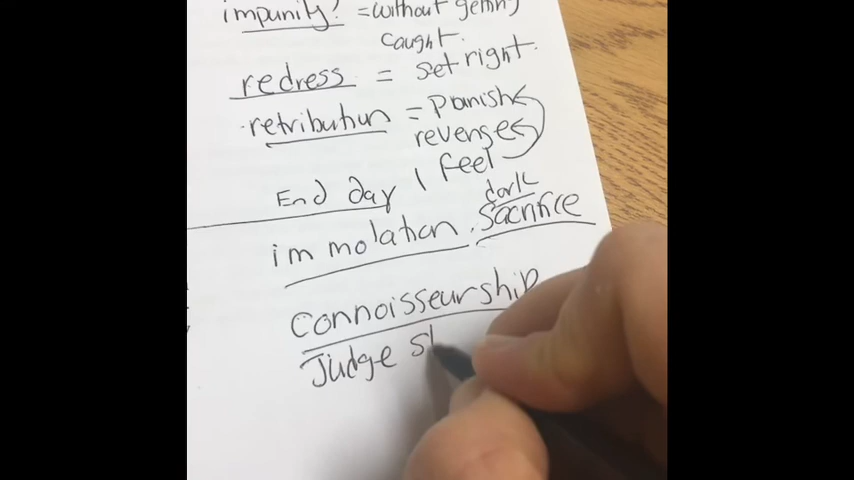 impunity? = without getting
caught.
redress = set right.
retribution = punish
revenge
feel
End day
dark
immolation. sacrifice
connoisseurship
Judge